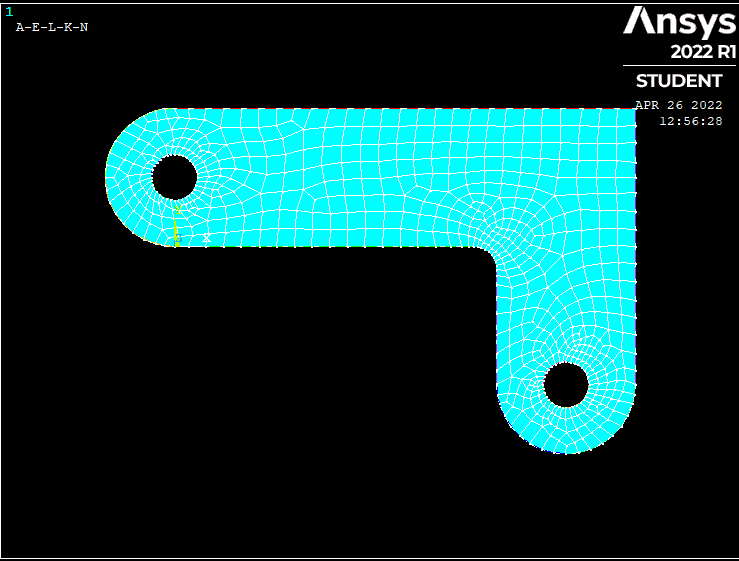 1
A-E-L-K-N
Ansys
2022 R1
STUDENT
APR 26 2022
12:56:28